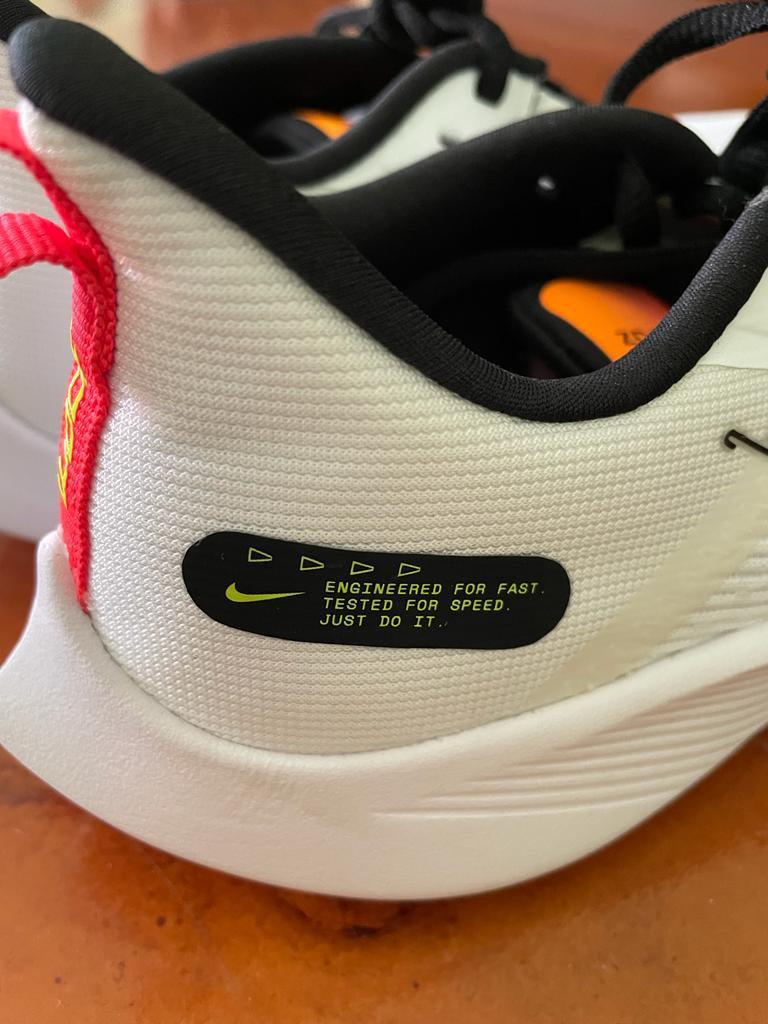 ENGINEERED FOR FAST.
TESTED FOR SPEED.
JUST DO IT.